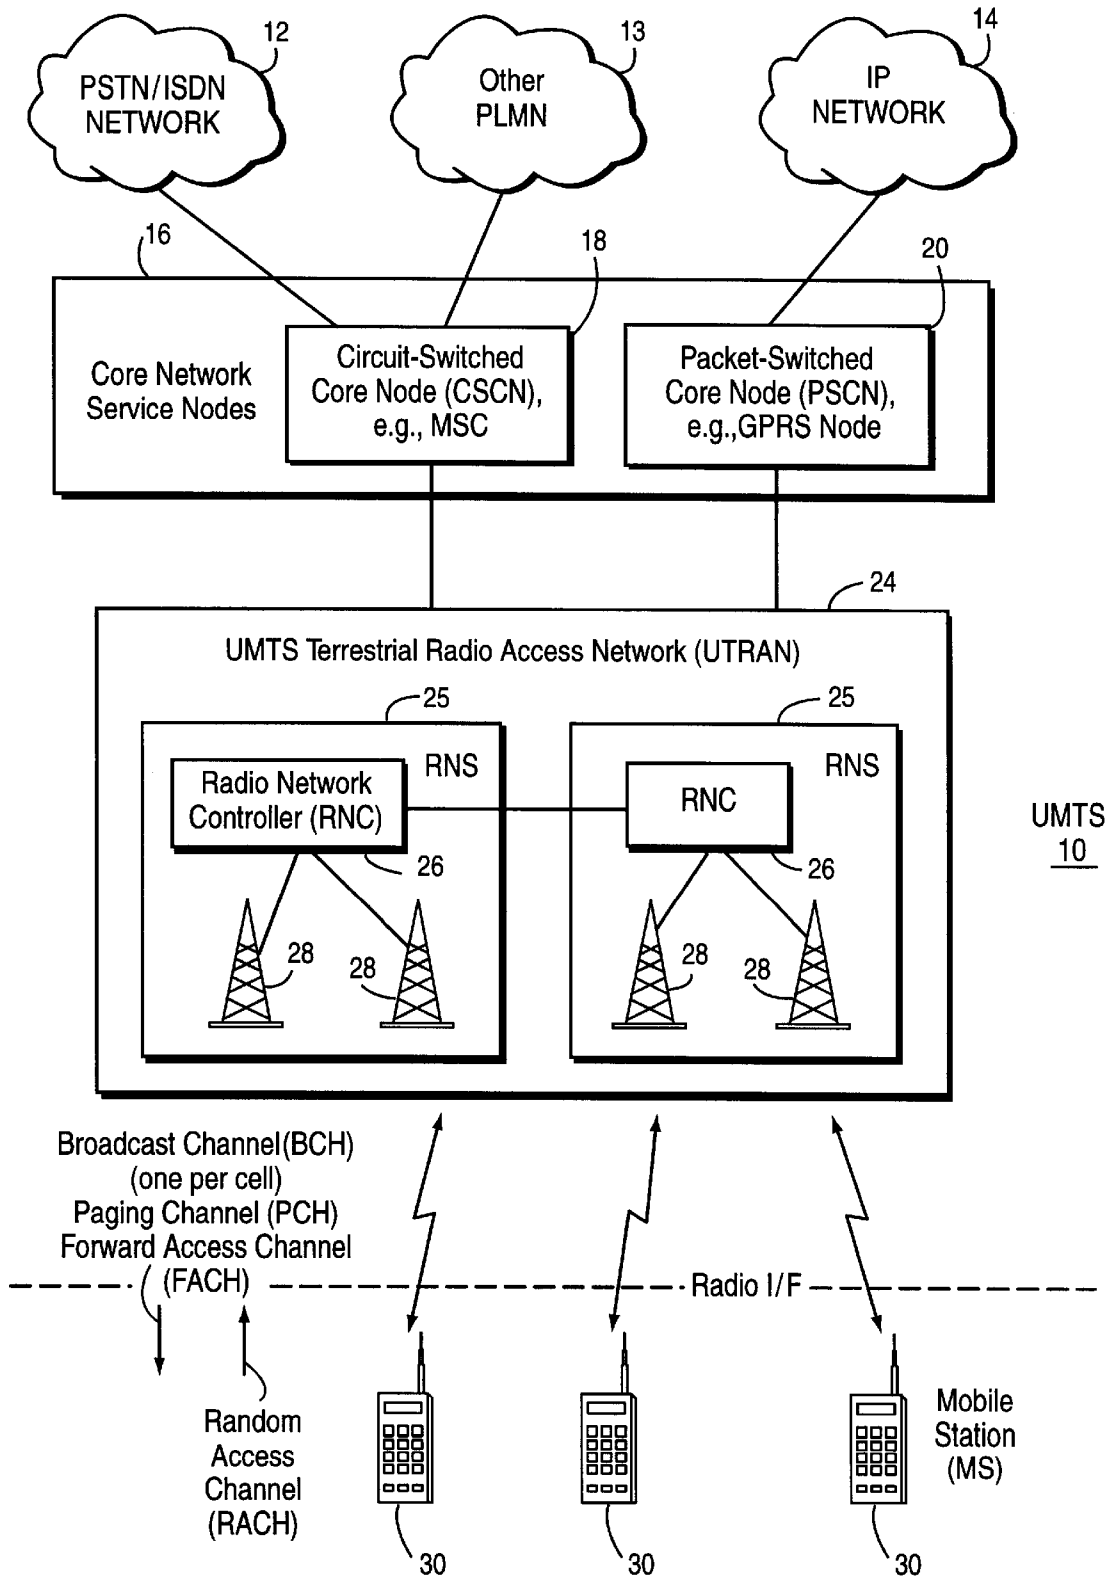 12
13
14
PSTN/ISDN
NETWORK
Other
PLMN
IP
NETWORK
16
18
20
Core Network
Service Nodes
Circuit-Switched
Core Node (CSCN),
e.g., MSC
Packet-Switched
Core Node (PSCN),
e.g.,GPRS Node
24
UMTS Terrestrial Radio Access Network (UTRAN)
25
25
RNS
RNS
Radio Network
Controller (RNC)
RNC
26
26
UMTS
10
28
28
28
28
Broadcast Channel(BCH)
(one per cell)
Paging Channel (PCH)
Forward Access Channel
(FACH)
Radio I/F
Random
Access
Channel
(RACH)
Mobile
Station
(MS)
30
30
30